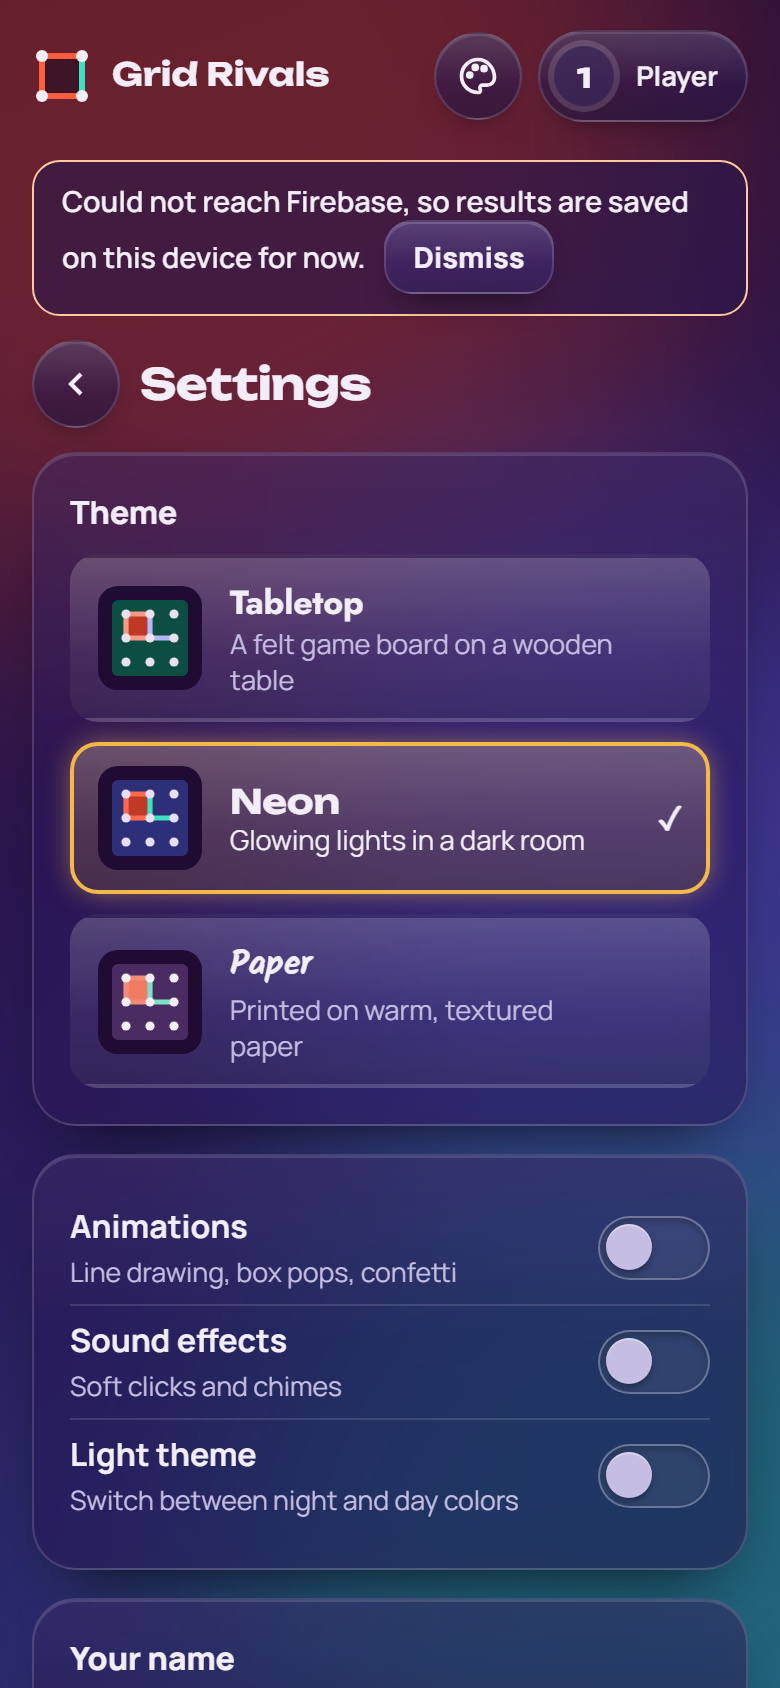 Grid Rivals
1 Player
Could not reach Firebase, so results are saved
on this device for now. Dismiss
Settings
Theme
Tabletop
A felt game board on a wooden
table
Neon
Glowing lights in a dark room
Paper
Printed on warm, textured
paper
Animations
Line drawing, box pops, confetti
Sound effects
Soft clicks and chimes
Light theme
Switch between night and day colors
Your name